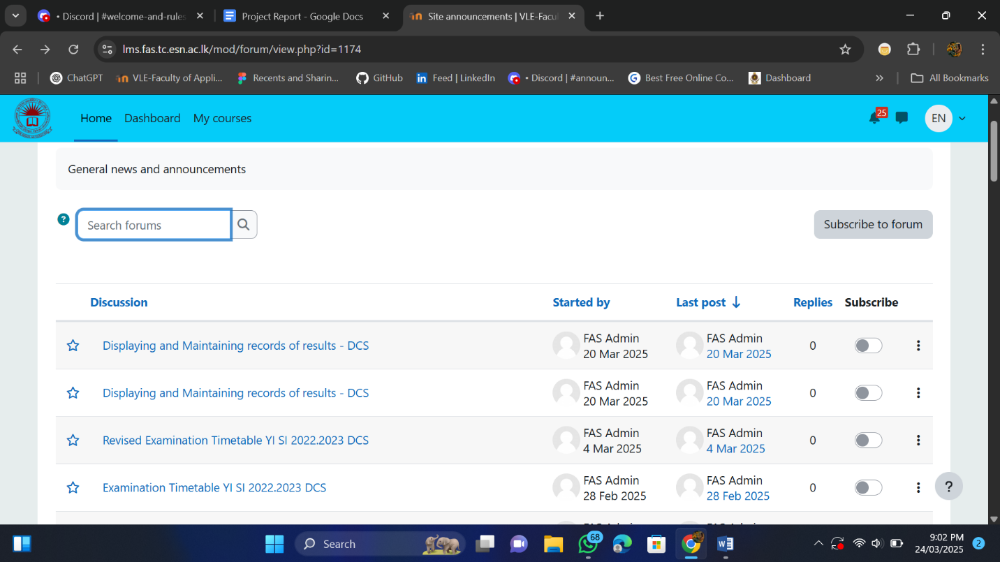 • Discord | #welcome-and-rules
Project Report - Google Docs
Site announcements | VLE-Facu
lms.fas.tc.esn.ac.lk/mod/forum/view.php?id=1174
ChatGPT
VLE-Faculty of Appli...
Recents and Sharin...
GitHub
Feed | LinkedIn
• Discord | #announ...
Best Free Online Co...
Dashboard
»
All Bookmarks
Home
Dashboard
My courses
25
EN
General news and announcements
?
Search forums
Subscribe to forum
Discussion Started by Last post ↓ Replies Subscribe
Displaying and Maintaining records of results - DCS
FAS Admin
20 Mar 2025
FAS Admin
20 Mar 2025
0
Displaying and Maintaining records of results - DCS
FAS Admin
20 Mar 2025
FAS Admin
20 Mar 2025
0
Revised Examination Timetable YI SI 2022.2023 DCS
FAS Admin
4 Mar 2025
FAS Admin
4 Mar 2025
0
Examination Timetable YI SI 2022.2023 DCS
FAS Admin
28 Feb 2025
FAS Admin
28 Feb 2025
0
?
Search
68
9:02 PM
24/03/2025
2